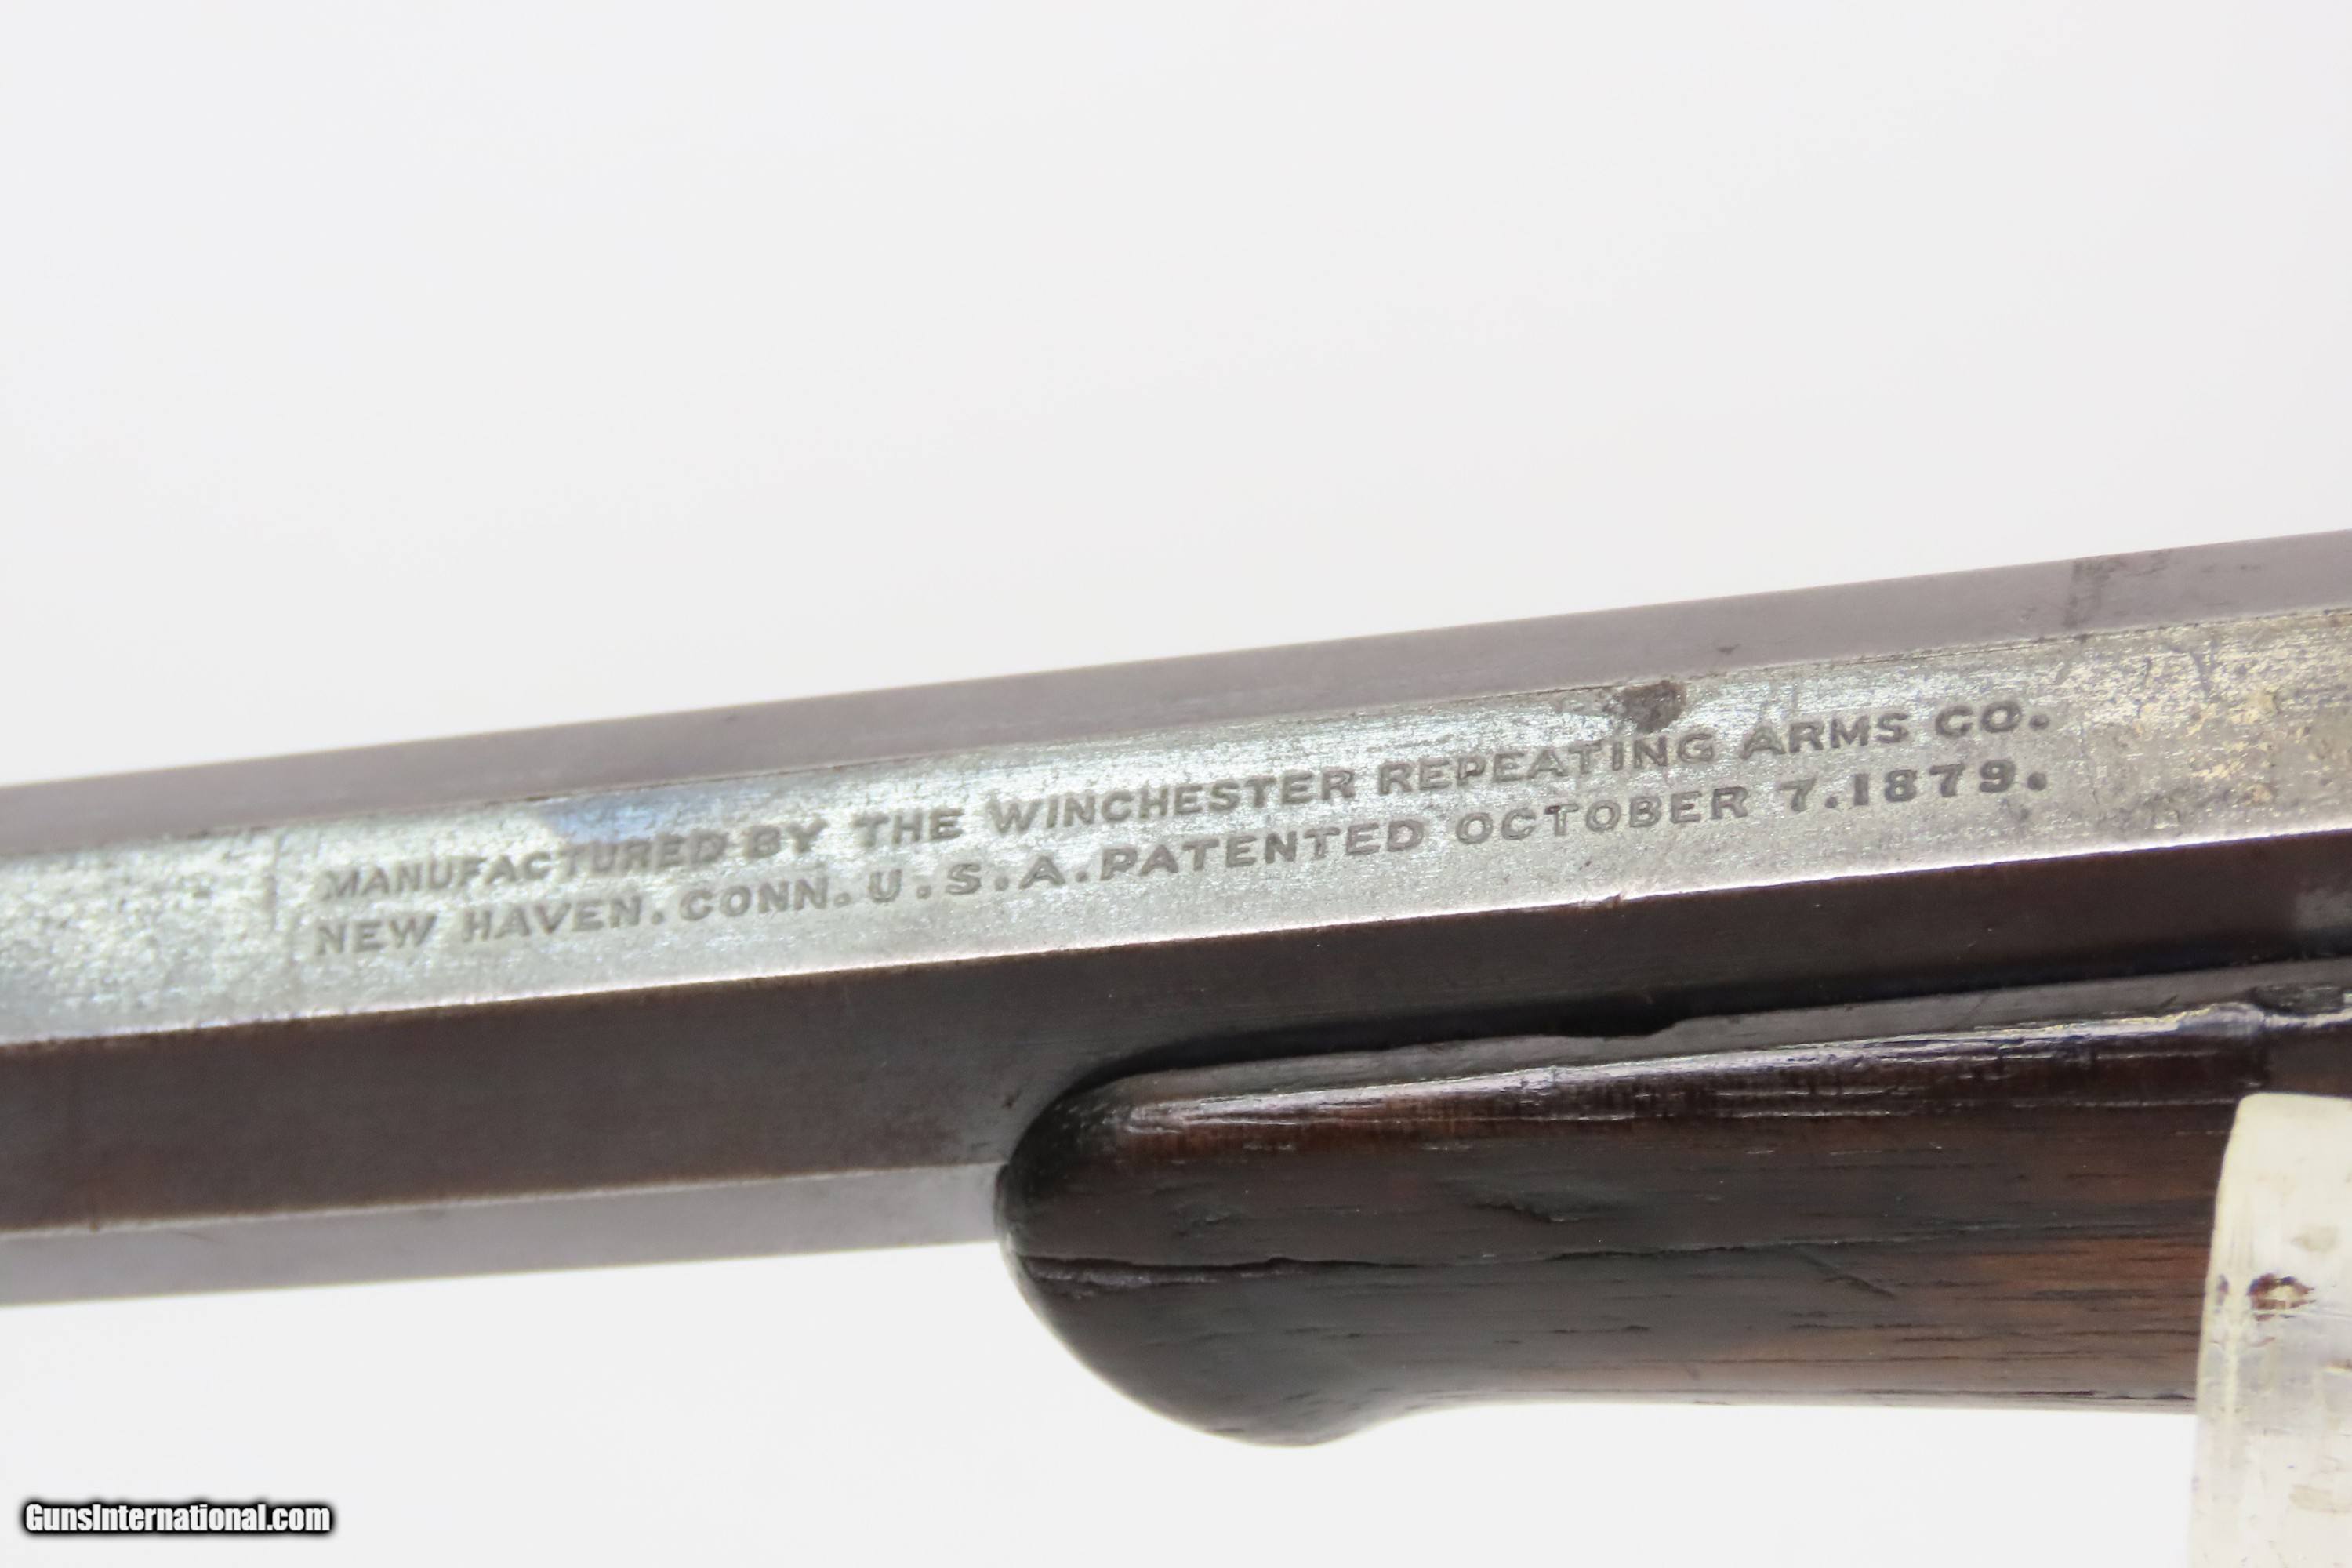 MANUFACTURED BY THE WINCHESTER REPEATING ARMS CO.
NEW HAVEN. CONN. U.S.A. PATENTED OCTOBER 7. 1879.
GunsInternational.com